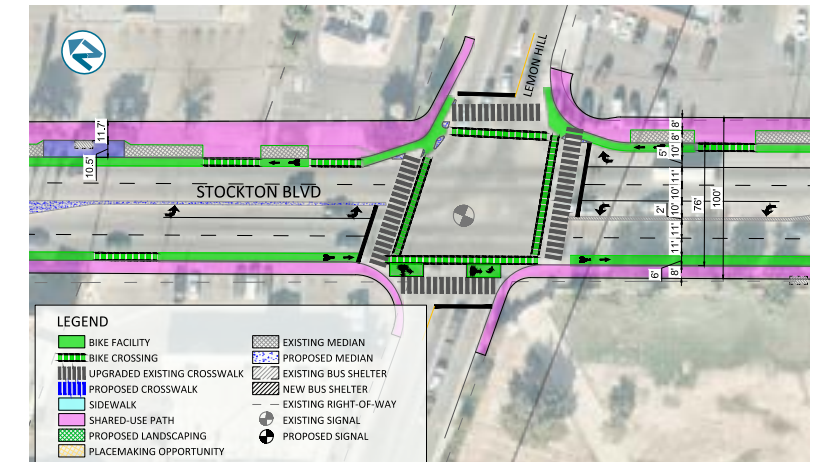 LEMON HILL
STOCKTON BLVD
11.7'
10.5'
8'
8'
5'
10'
11'
10'
10'
2'
11'
11'
8'
6'
76'
100'
LEGEND
BIKE FACILITY
BIKE CROSSING
UPGRADED EXISTING CROSSWALK
PROPOSED CROSSWALK
SIDEWALK
SHARED-USE PATH
PROPOSED LANDSCAPING
PLACEMAKING OPPORTUNITY
EXISTING MEDIAN
PROPOSED MEDIAN
EXISTING BUS SHELTER
NEW BUS SHELTER
EXISTING RIGHT-OF-WAY
EXISTING SIGNAL
PROPOSED SIGNAL